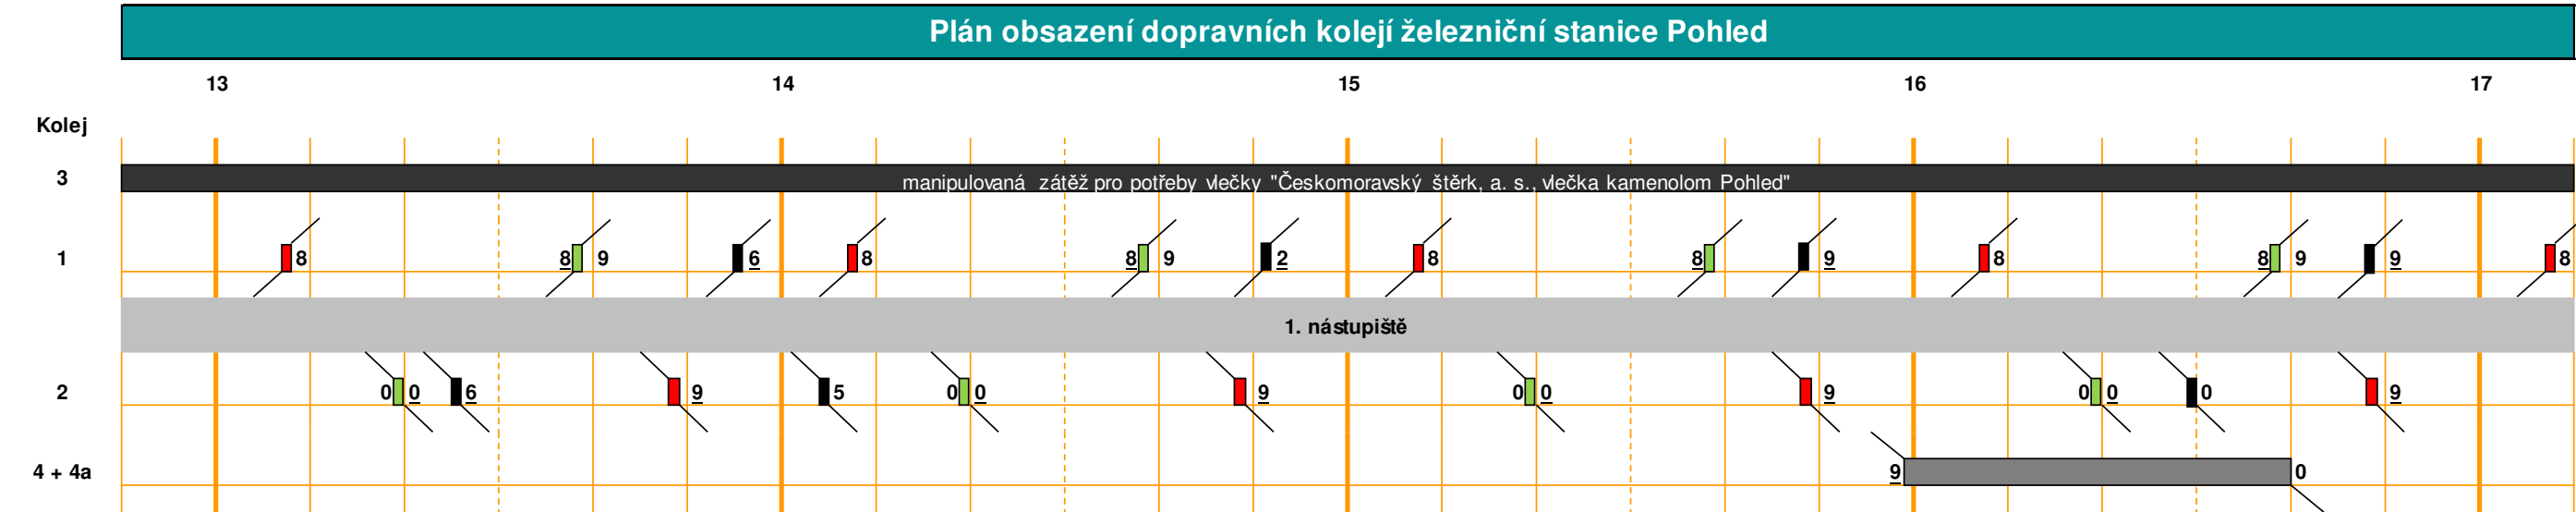 Plán obsazení dopravních kolejí železniční stanice Pohled
13 14 15 16 17
Kolej
3 manipulovaná zátěž pro potřeby vlečky "Českomoravský štěrk, a. s., vlečka kamenolom Pohled"
1 8 8 9 6 8 8 9 2 8 8 9 8 8 9 9 8
1. nástupiště
2 0 0 6 9 5 0 0 9 0 0 9 0 0 0 9
4 + 4a 9 0